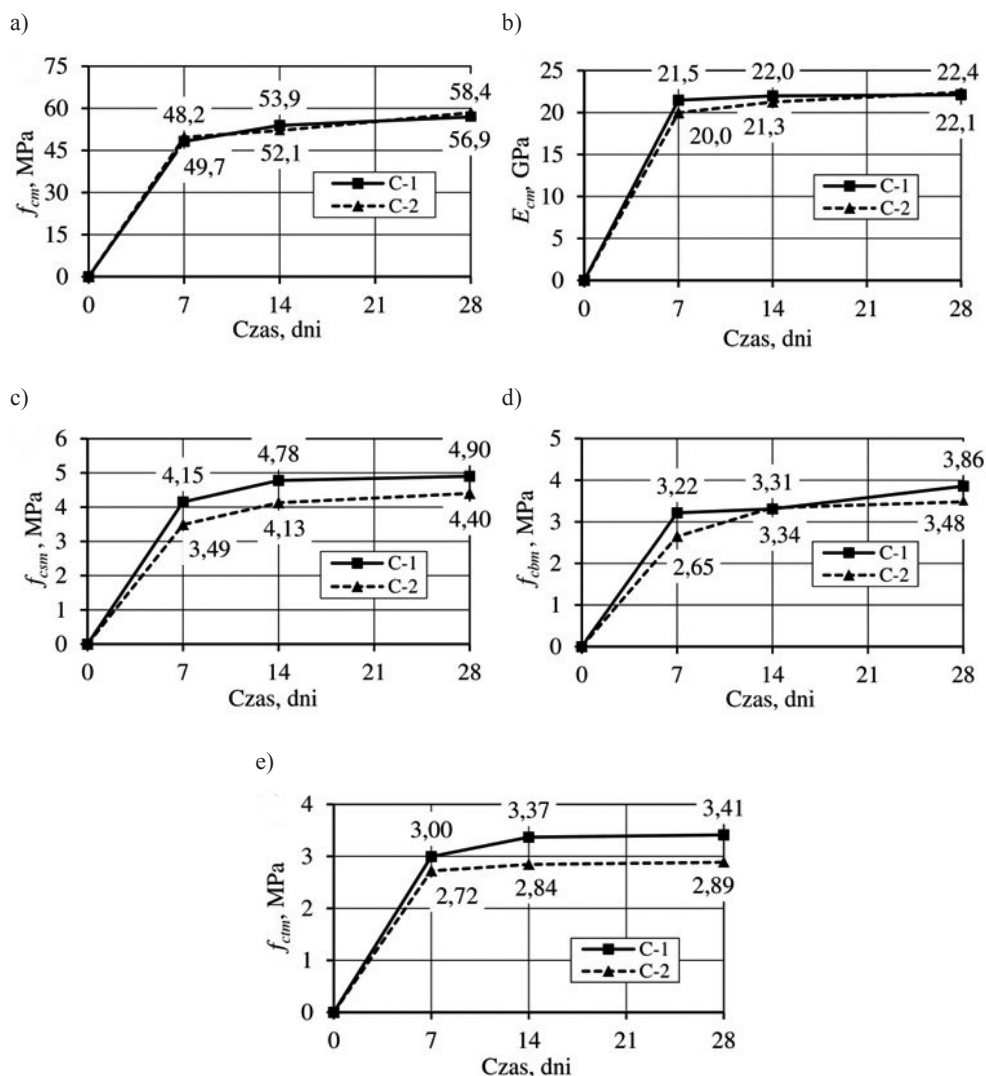 a)
f_cm, MPa
75
60
45
30
15
0
48,2
53,9
58,4
49,7
52,1
56,9
C-1
C-2
0 7 14 21 28
Czas, dni
b)
E_cm, GPa
25
20
15
10
5
0
21,5
22,0
22,4
20,0
21,3
22,1
C-1
C-2
0 7 14 21 28
Czas, dni
c)
f_csm, MPa
6
5
4
3
2
1
0
4,15
4,78
4,90
3,49
4,13
4,40
C-1
C-2
0 7 14 21 28
Czas, dni
d)
f_cbm, MPa
5
4
3
2
1
0
3,22
3,31
3,86
2,65
3,34
3,48
C-1
C-2
0 7 14 21 28
Czas, dni
e)
f_ctm, MPa
4
3
2
1
0
3,00
3,37
3,41
2,72
2,84
2,89
C-1
C-2
0 7 14 21 28
Czas, dni